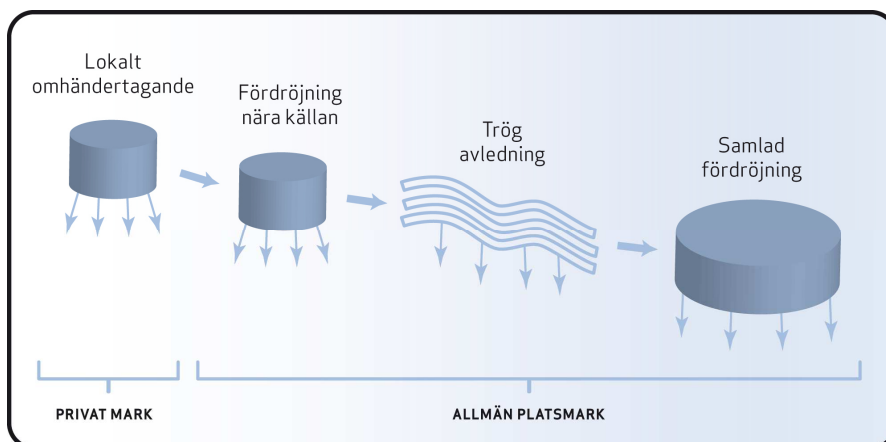 Lokalt
omhändertagande
Fördröjning
nära källan
Trög
avledning
Samlad
fördröjning
PRIVAT MARK
ALLMÄN PLATSMARK